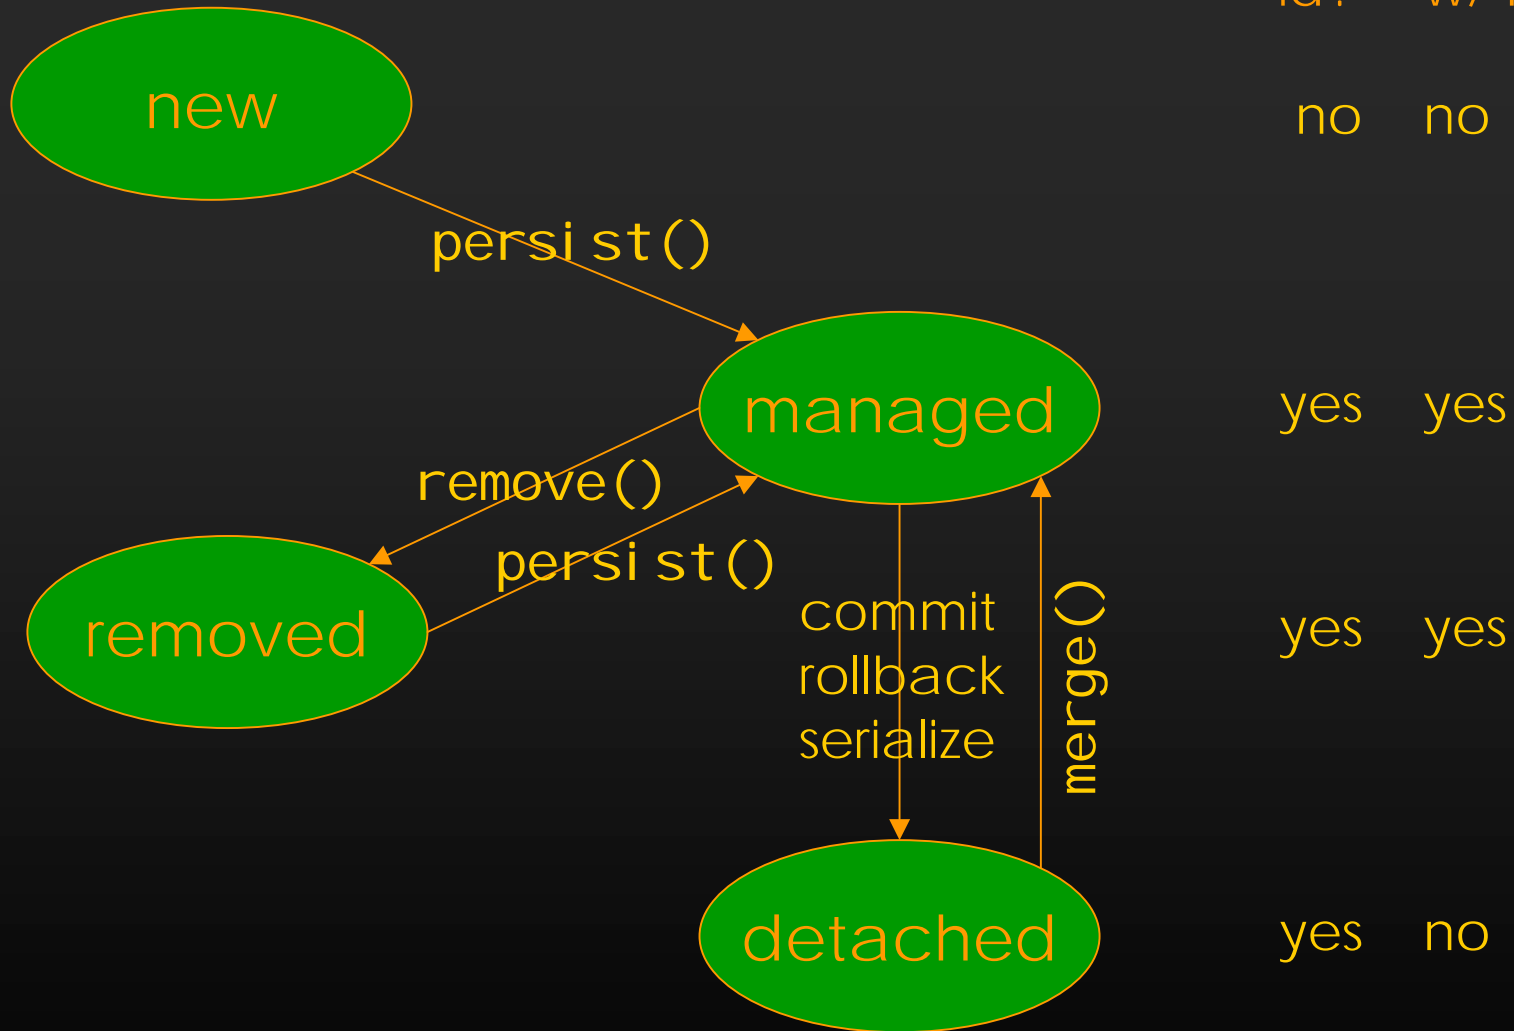 new
no no
persist()
managed
yes yes
remove()
persist()
removed
yes yes
commit
rollback
serialize
merge()
detached
yes no